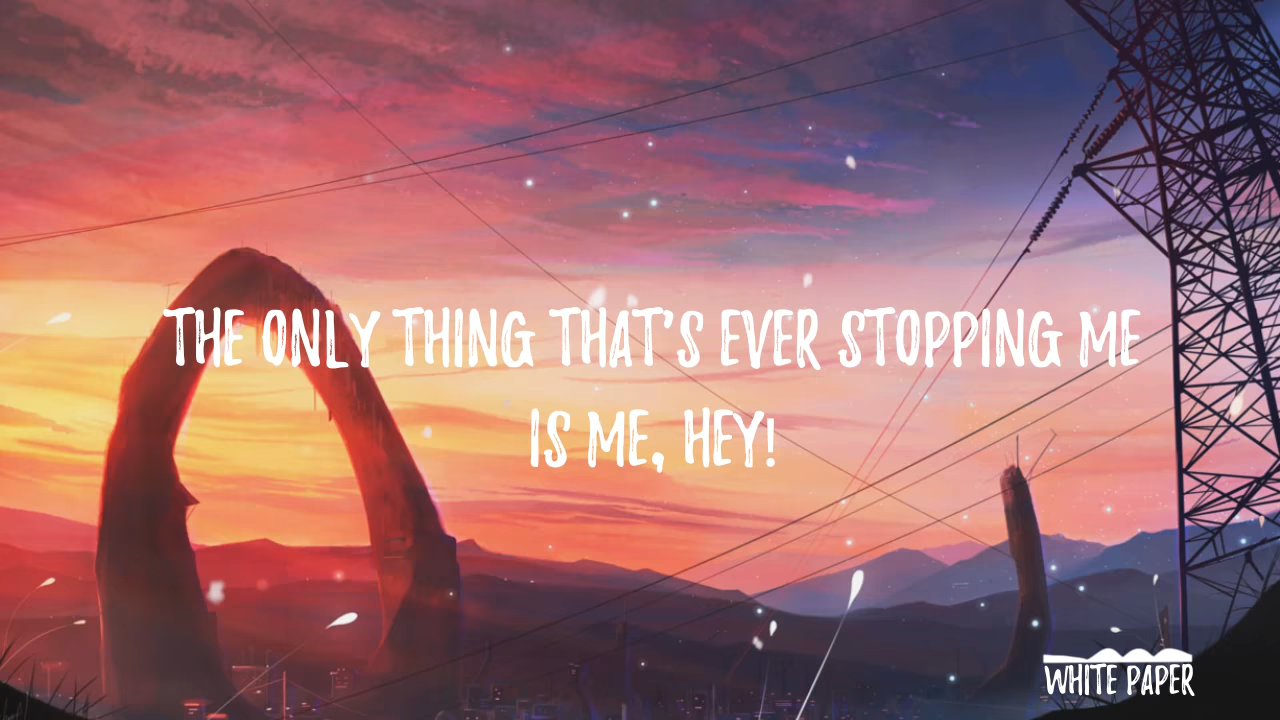 THE ONLY THING THAT'S EVER STOPPING ME
IS ME, HEY!
WHITE PAPER